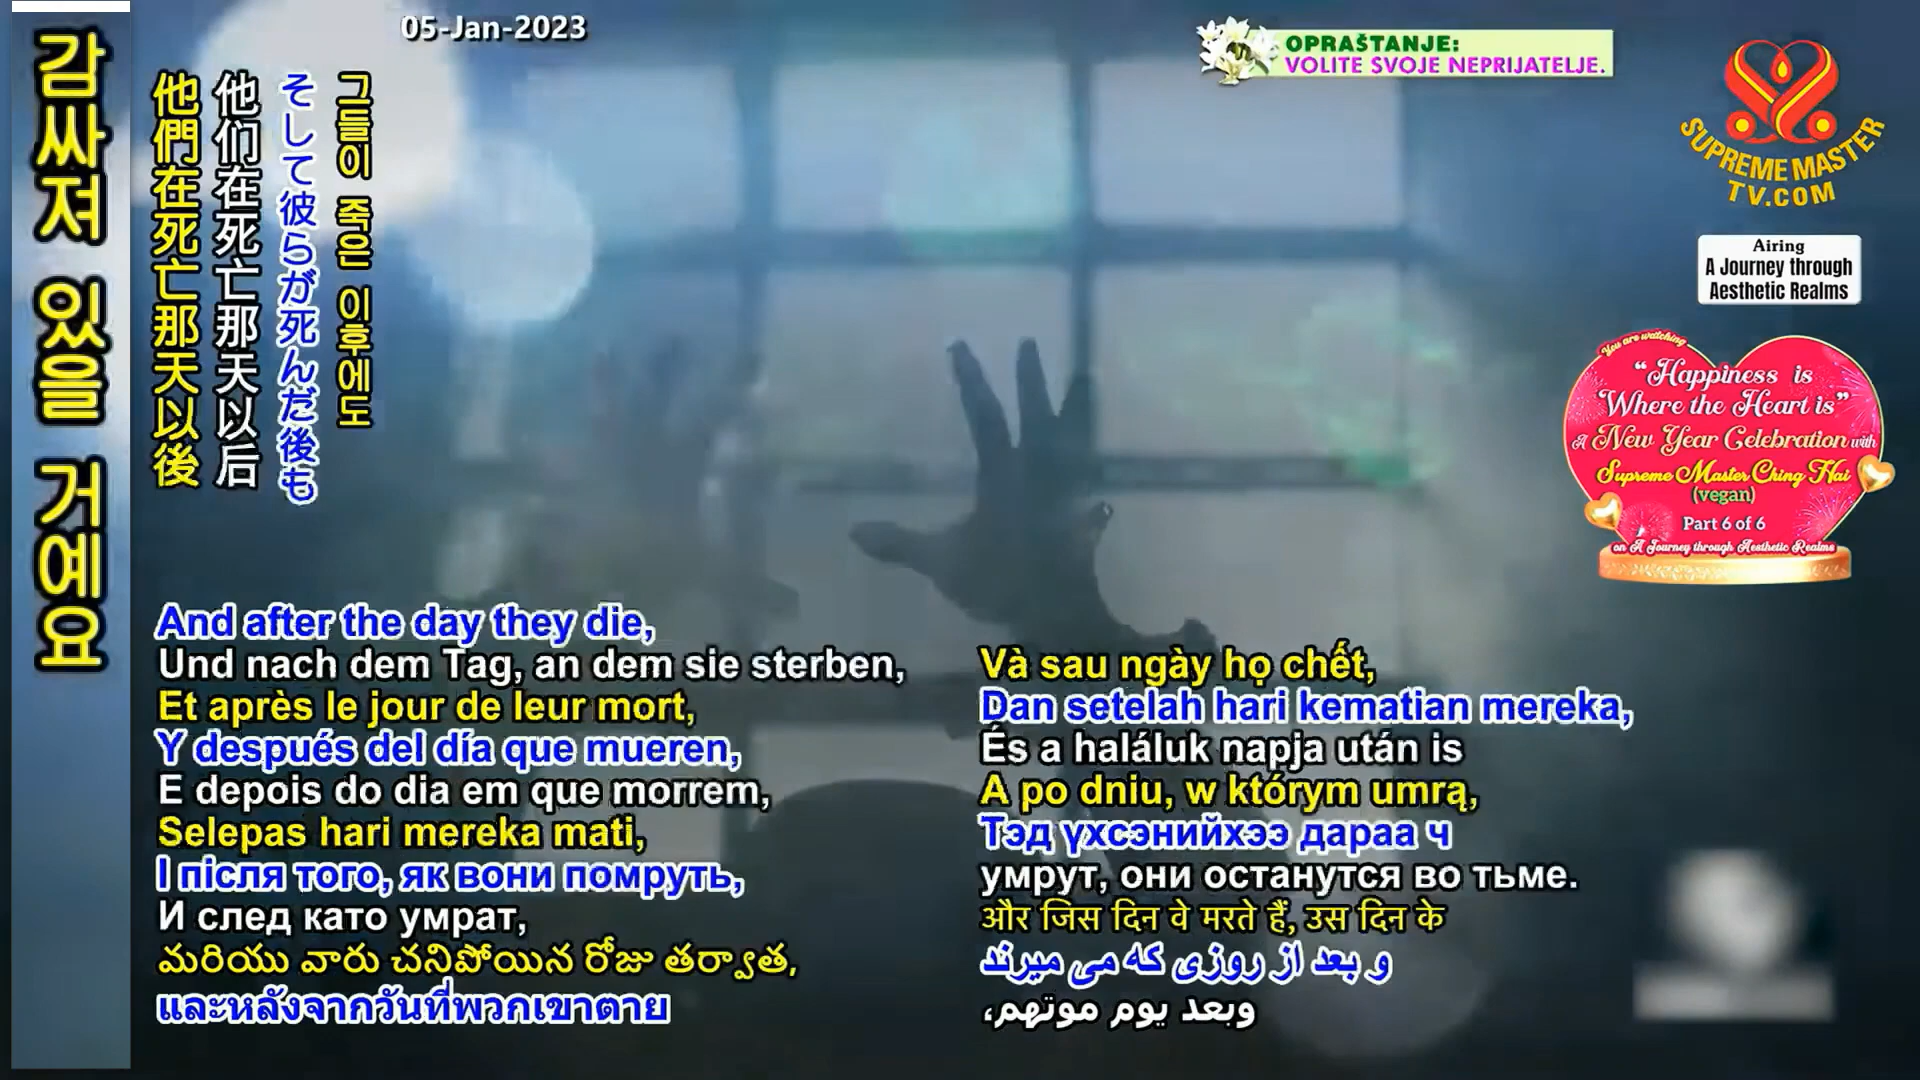 05-Jan-2023
OPRAŠTANJE:
VOLITE SVOJE NEPRIJATELJE.
SUPREME MASTER
TV.COM
Airing
A Journey through
Aesthetic Realms
You are watching
“Happiness is
Where the Heart is”
A New Year Celebration with
Supreme Master Ching Hai
(vegan)
Part 6 of 6
on A Journey through Aesthetic Realms
감싸져 있을 거예요
他們在死亡那天以後
他们在死亡那天以后
そして彼らが死んだ後も
그들이 죽은 이후에도
And after the day they die,
Und nach dem Tag, an dem sie sterben,
Et après le jour de leur mort,
Y después del día que mueren,
E depois do dia em que morrem,
Selepas hari mereka mati,
І після того, як вони помруть,
И след като умрат,
మరియు వారు చనిపోయిన రోజు తర్వాత,
และหลังจากวันที่พวกเขาตาย
Và sau ngày họ chết,
Dan setelah hari kematian mereka,
És a haláluk napja után is
A po dniu, w którym umrą,
Тэд үхсэнийхээ дараа ч
умрут, они останутся во тьме.
और जिस दिन वे मरते हैं, उस दिन के
و بعد از روزی که می میرند
وبعد يوم موتهم،